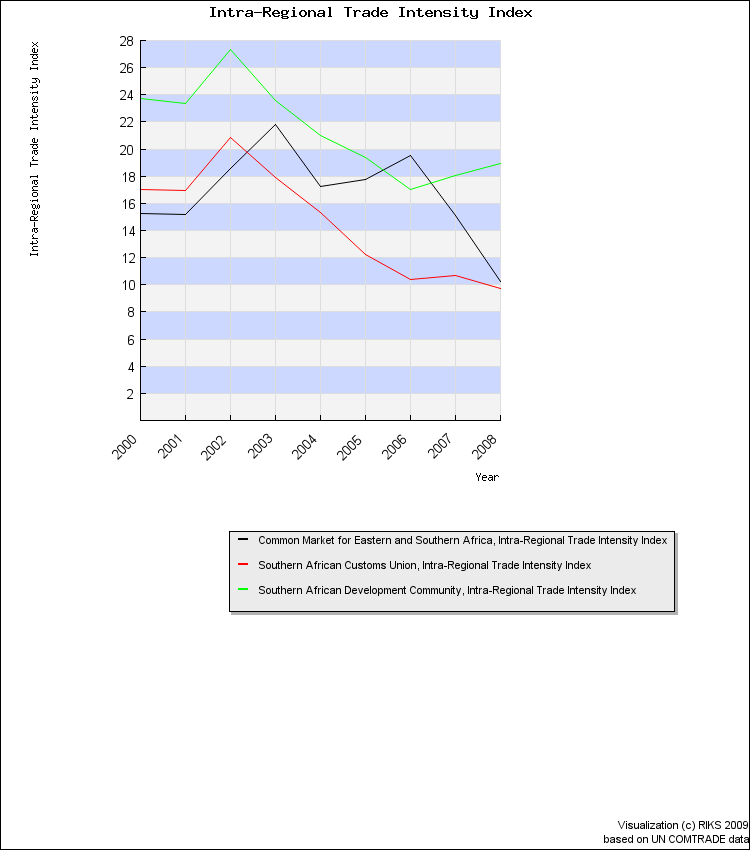 Intra-Regional Trade Intensity Index
Intra-Regional Trade Intensity Index
28
26
24
22
20
18
16
14
12
10
8
6
4
2
2000 2001 2002 2003 2004 2005 2006 2007 2008
Year
Common Market for Eastern and Southern Africa, Intra-Regional Trade Intensity Index
Southern African Customs Union, Intra-Regional Trade Intensity Index
Southern African Development Community, Intra-Regional Trade Intensity Index
Visualization (c) RIKS 2009
based on UN COMTRADE data